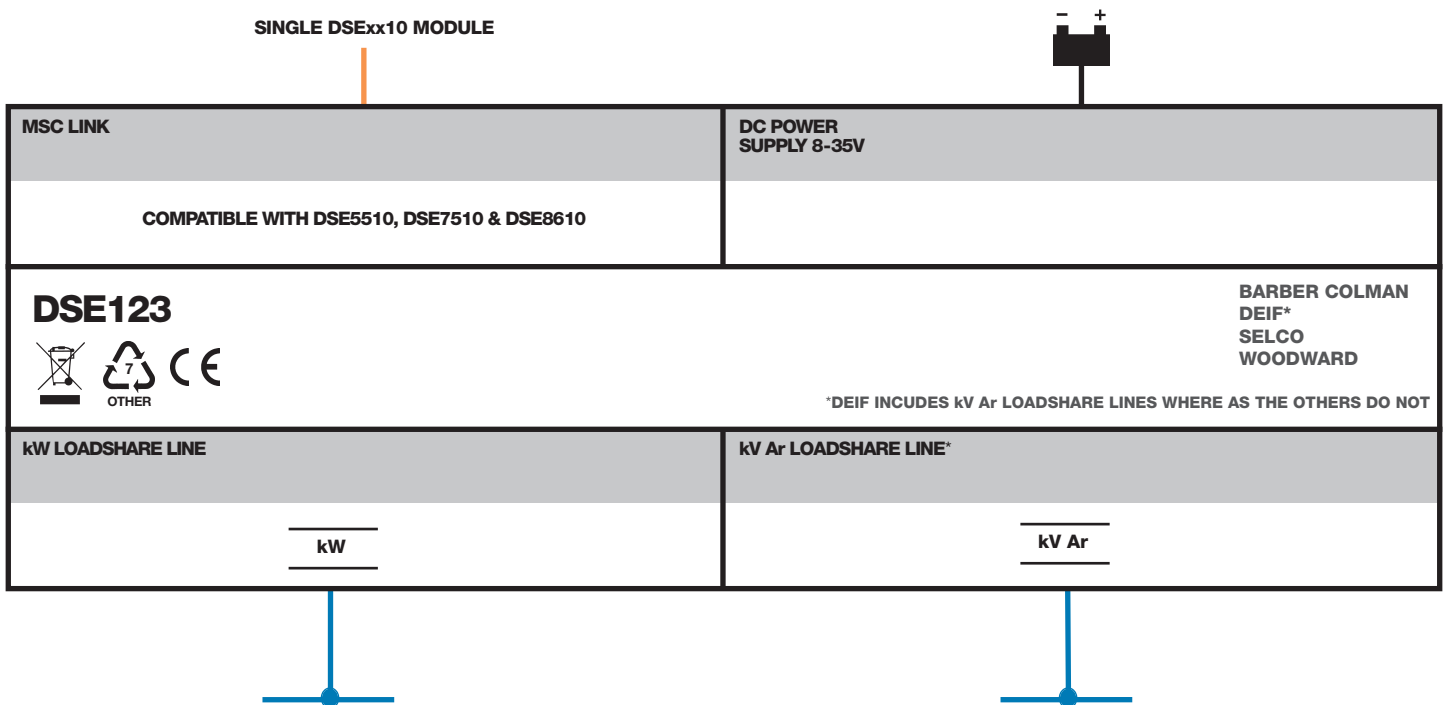 SINGLE DSExx10 MODULE
- +
MSC LINK
DC POWER
SUPPLY 8-35V
COMPATIBLE WITH DSE5510, DSE7510 & DSE8610
DSE123
7
CE
OTHER
BARBER COLMAN
DEIF*
SELCO
WOODWARD
*DEIF INCUDES kV Ar LOADSHARE LINES WHERE AS THE OTHERS DO NOT
kW LOADSHARE LINE
kV Ar LOADSHARE LINE*
kW
kV Ar